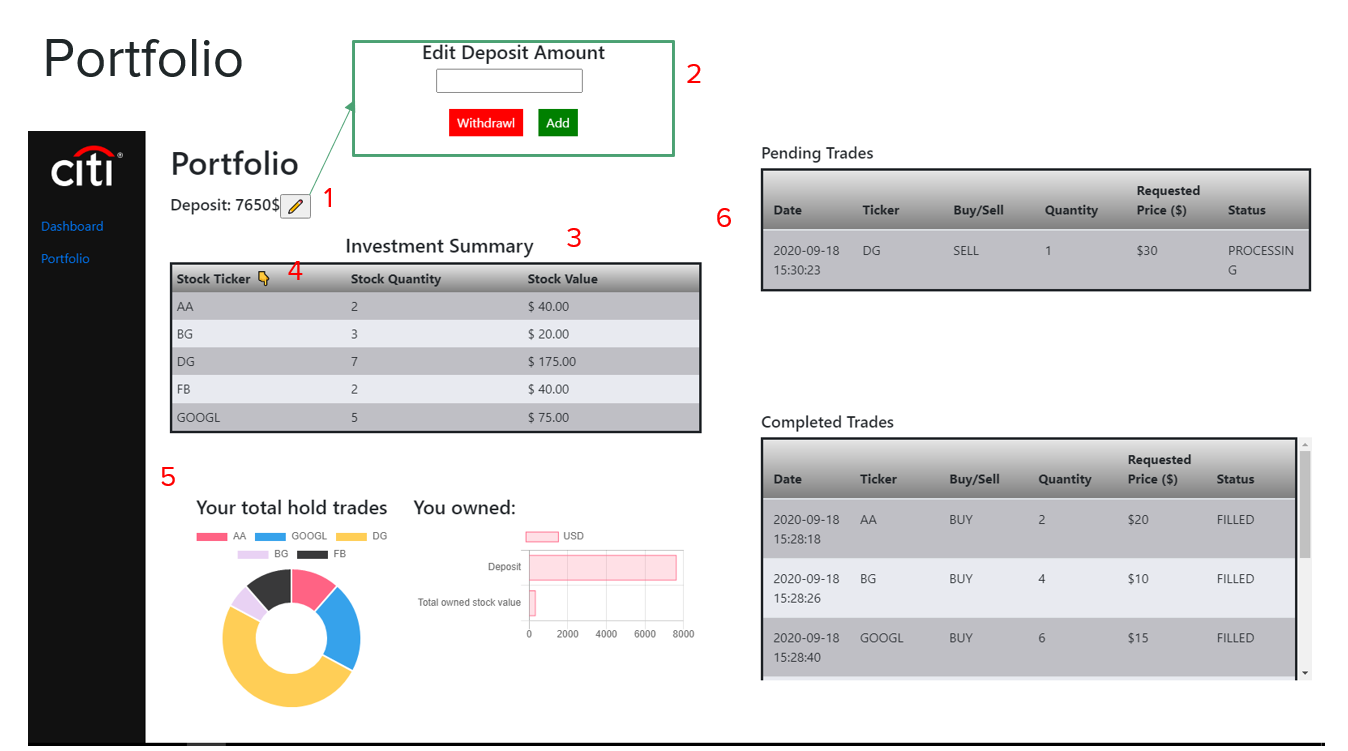 Portfolio
Edit Deposit Amount
2
Withdrawl Add
citi®
Dashboard
Portfolio
Portfolio
Deposit: 7650$
1
Investment Summary
3
4
Stock Ticker Stock Quantity Stock Value
AA 2 $ 40.00
BG 3 $ 20.00
DG 7 $ 175.00
FB 2 $ 40.00
GOOGL 5 $ 75.00
5
Your total hold trades
AA GOOGL DG
BG FB
You owned:
USD
Deposit
Total owned stock value
0 2000 4000 6000 8000
6
Pending Trades
Date Ticker Buy/Sell Quantity Requested Price ($) Status
2020-09-18 15:30:23 DG SELL 1 $30 PROCESSIN
G
Completed Trades
Date Ticker Buy/Sell Quantity Requested Price ($) Status
2020-09-18 15:28:18 AA BUY 2 $20 FILLED
2020-09-18 15:28:26 BG BUY 4 $10 FILLED
2020-09-18 15:28:40 GOOGL BUY 6 $15 FILLED